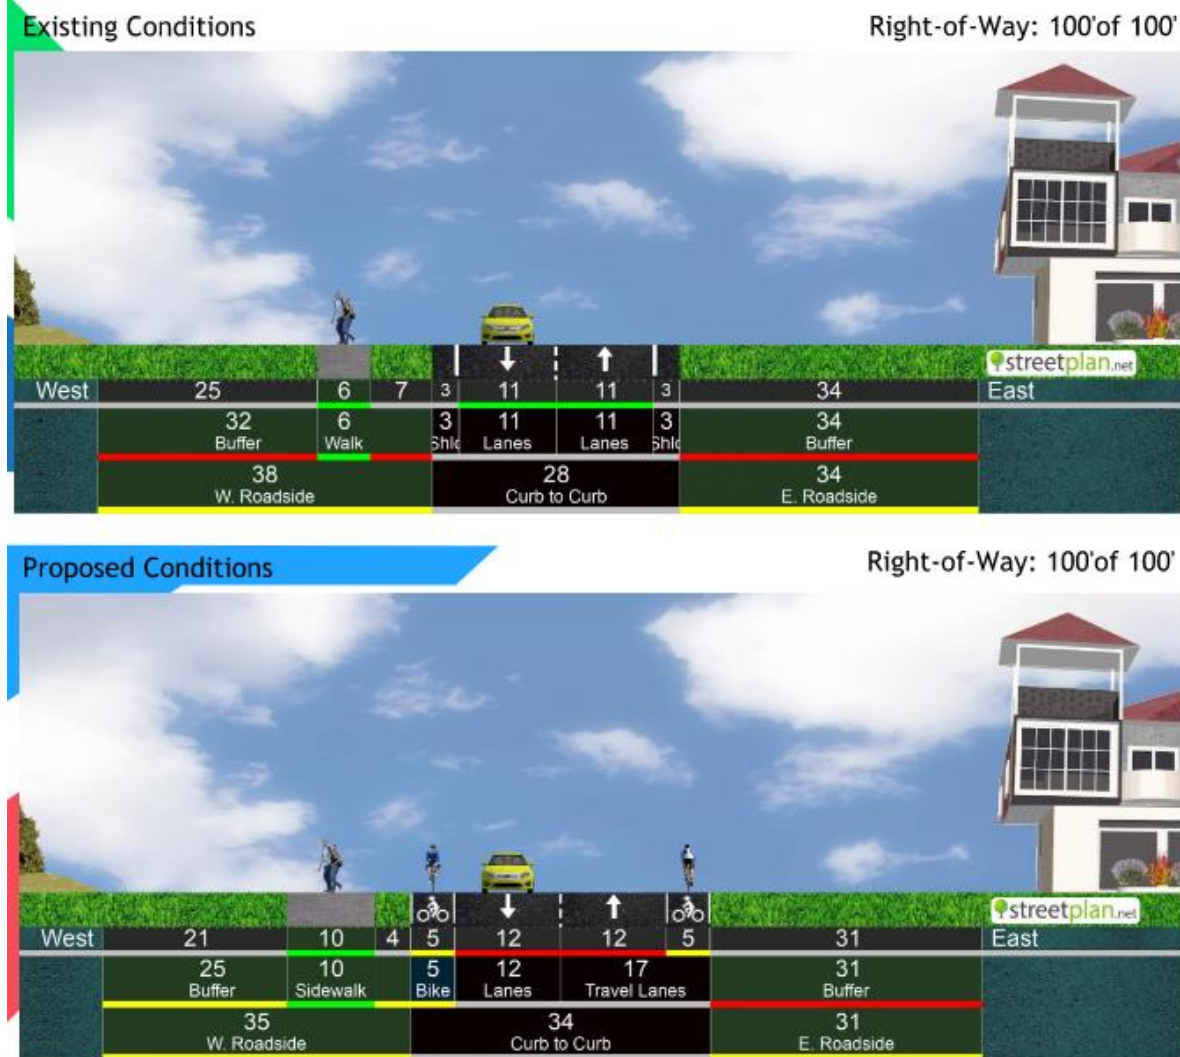 Existing Conditions Right-of-Way: 100'of 100'
streetplan.net
West 25 6 7 3 11 11 3 34 East
32 6 3 11 11 3 34
Buffer Walk Shld Lanes Lanes Shld Buffer
38 28 34
W. Roadside Curb to Curb E. Roadside
Proposed Conditions Right-of-Way: 100'of 100'
streetplan.net
West 21 10 4 5 12 12 5 31 East
25 10 5 12 17 31
Buffer Sidewalk Bike Lanes Travel Lanes Buffer
35 34 31
W. Roadside Curb to Curb E. Roadside